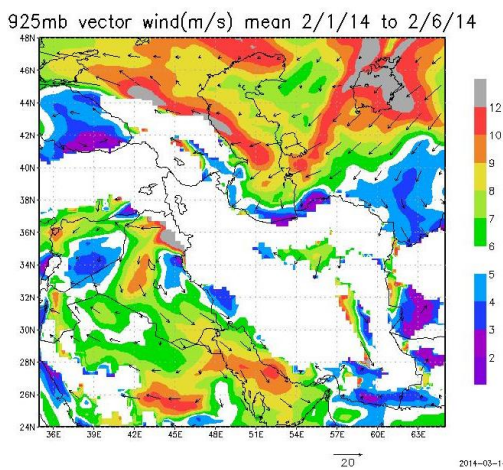 925mb vector wind(m/s) mean 2/1/14 to 2/6/14
48N
46N
44N
42N
40N
38N
36N
34N
32N
30N
28N
26N
24N
36E 39E 42E 45E 48E 51E 54E 57E 60E 63E
12
10
9
8
7
6
5
4
3
2
20
2014-03-1